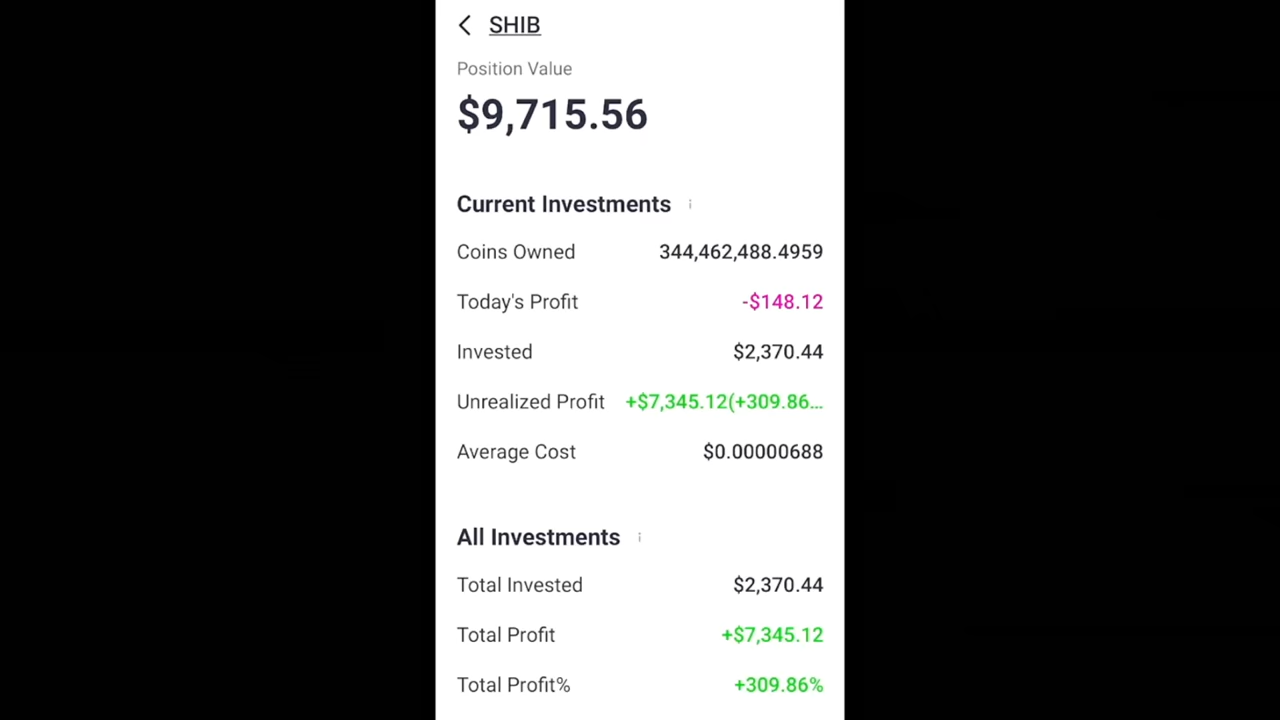 SHIB
Position Value
$9,715.56
Current Investments
Coins Owned 344,462,488.4959
Today's Profit -$148.12
Invested $2,370.44
Unrealized Profit +$7,345.12(+309.86...
Average Cost $0.00000688
All Investments
Total Invested $2,370.44
Total Profit +$7,345.12
Total Profit% +309.86%